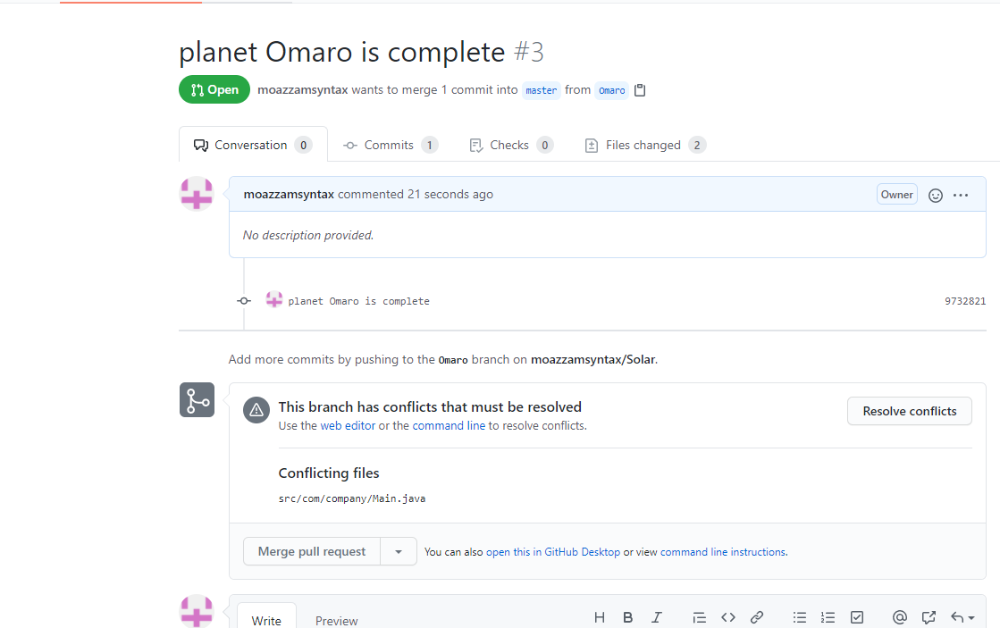 planet Omaro is complete #3
Open moazzamsyntax wants to merge 1 commit into master from Omaro
Conversation 0 Commits 1 Checks 0 Files changed 2
moazzamsyntax commented 21 seconds ago Owner
No description provided.
planet Omaro is complete 9732821
Add more commits by pushing to the Omaro branch on moazzamsyntax/Solar.
This branch has conflicts that must be resolved
Use the web editor or the command line to resolve conflicts.
Resolve conflicts
Conflicting files
src/com/company/Main.java
Merge pull request You can also open this in GitHub Desktop or view command line instructions.
Write Preview H B I